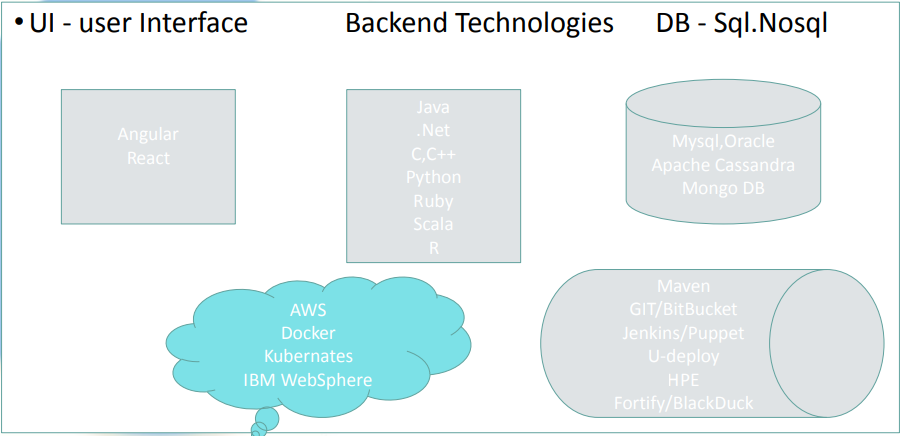 • UI - user Interface
Backend Technologies
DB - Sql.Nosql
Angular
React
Java
.Net
C,C++
Python
Ruby
Scala
R
Mysql,Oracle
Apache Cassandra
Mongo DB
AWS
Docker
Kubernates
IBM WebSphere
Maven
GIT/BitBucket
Jenkins/Puppet
U-deploy
HPE
Fortify/BlackDuck